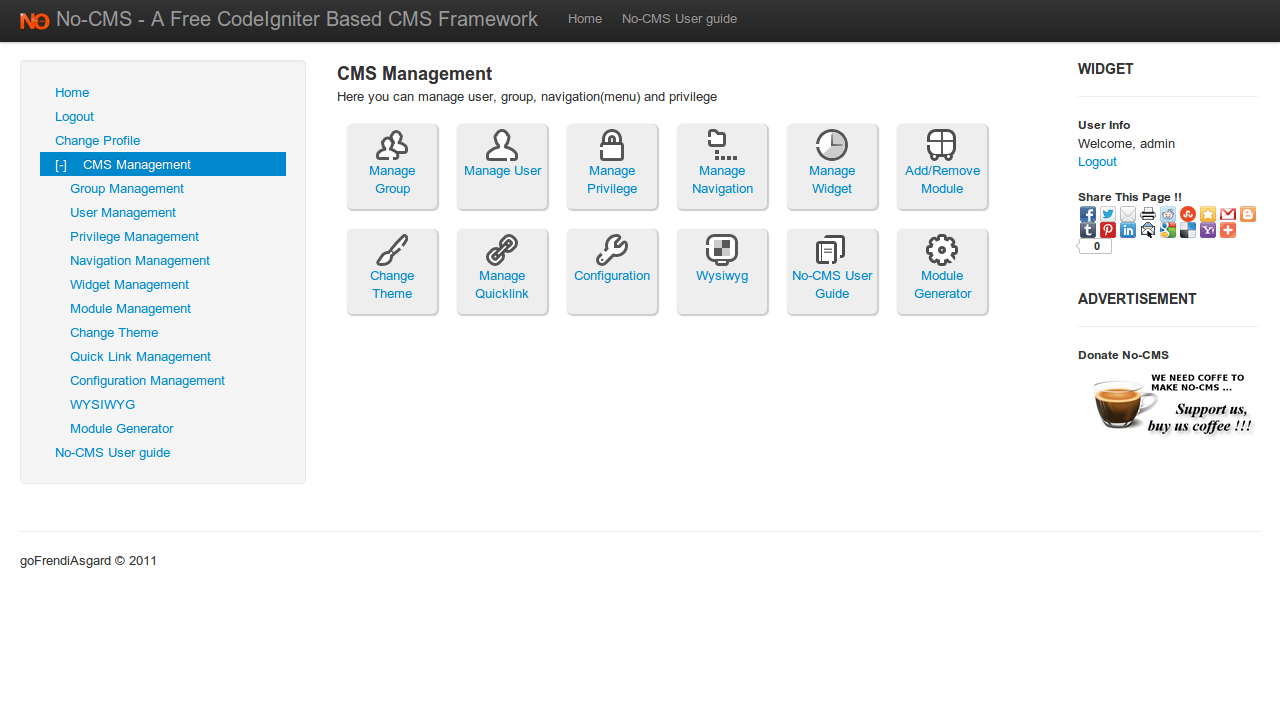 NO No-CMS - A Free CodeIgniter Based CMS Framework Home No-CMS User guide
Home
Logout
Change Profile
[-] CMS Management
Group Management
User Management
Privilege Management
Navigation Management
Widget Management
Module Management
Change Theme
Quick Link Management
Configuration Management
WYSIWYG
Module Generator
No-CMS User guide
CMS Management
Here you can manage user, group, navigation(menu) and privilege
Manage
Group
Manage User
Manage
Privilege
Manage
Navigation
Manage
Widget
Add/Remove
Module
Change
Theme
Manage
Quicklink
Configuration
Wysiwyg
No-CMS User
Guide
Module
Generator
WIDGET
User Info
Welcome, admin
Logout
Share This Page !!
0
ADVERTISEMENT
Donate No-CMS
WE NEED COFFE TO
MAKE NO-CMS ...
Support us,
buy us coffee !!!
goFrendiAsgard © 2011